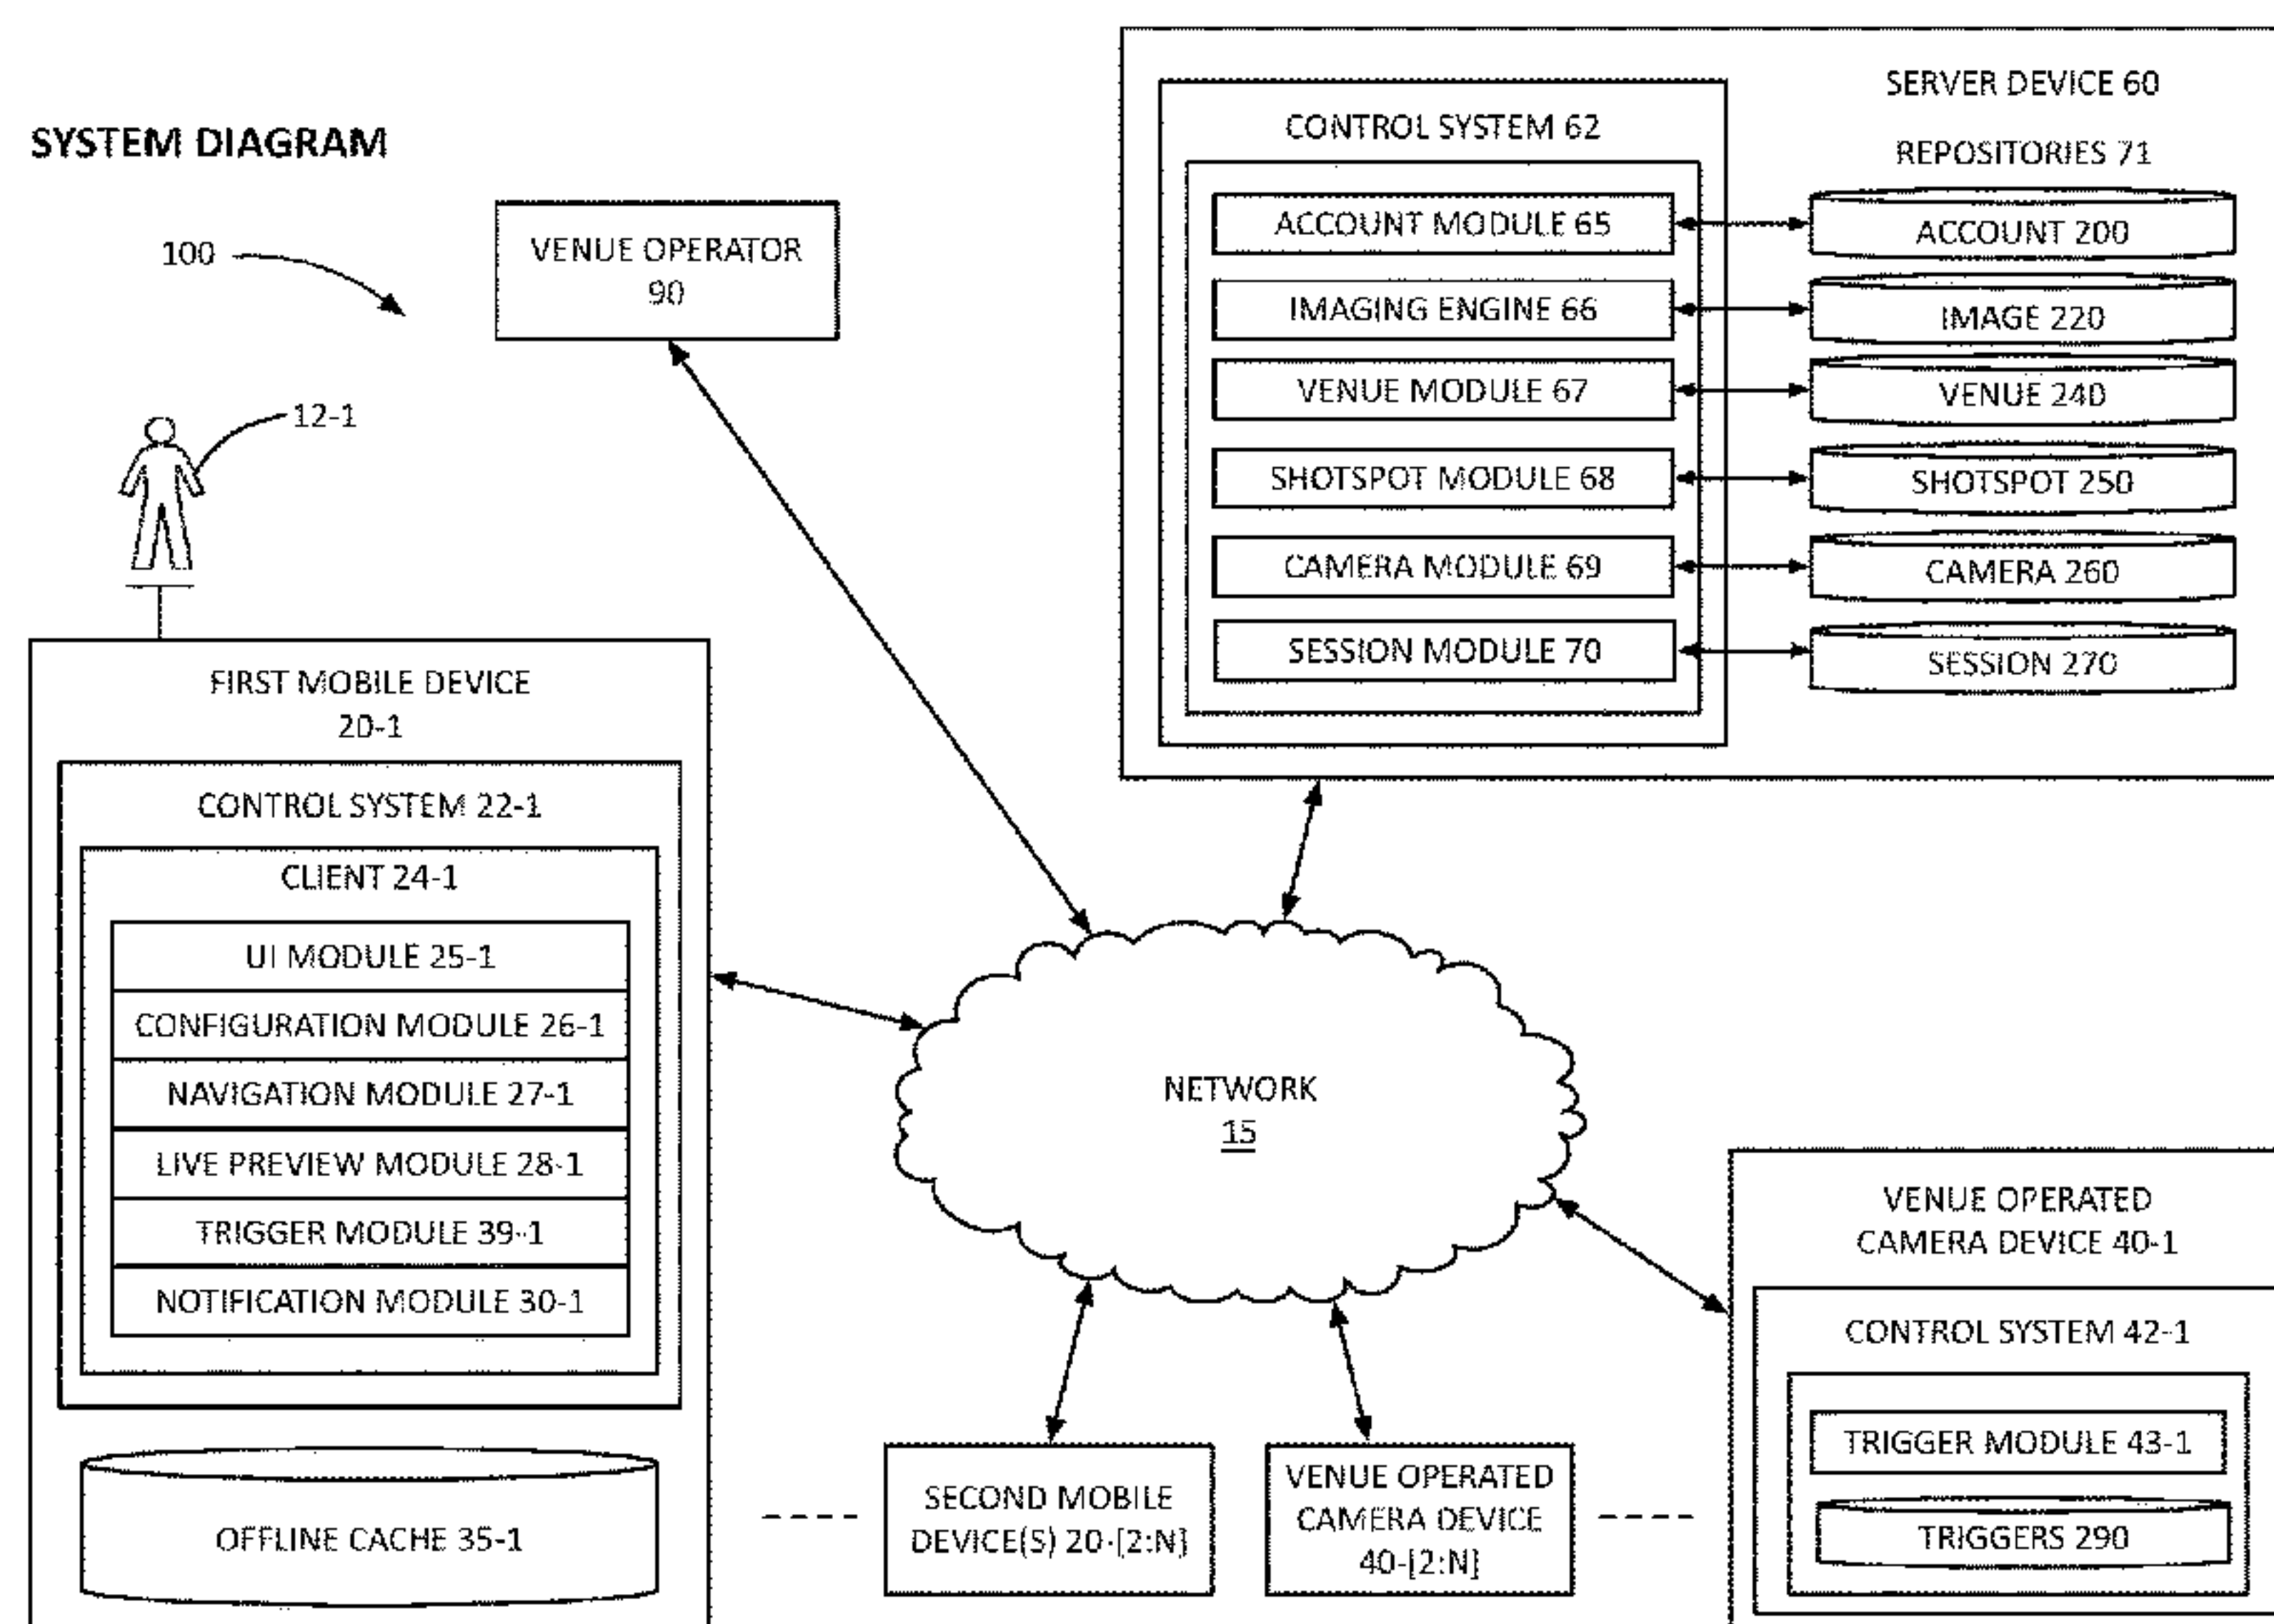 SYSTEM DIAGRAM
100
VENUE OPERATOR
90
12-1
SERVER DEVICE 60
CONTROL SYSTEM 62
REPOSITORIES 71
ACCOUNT MODULE 65
ACCOUNT 200
IMAGING ENGINE 66
IMAGE 220
VENUE MODULE 67
VENUE 240
SHOTSPOT MODULE 68
SHOTSPOT 250
CAMERA MODULE 69
CAMERA 260
SESSION MODULE 70
SESSION 270
FIRST MOBILE DEVICE
20-1
CONTROL SYSTEM 22-1
CLIENT 24-1
UI MODULE 25-1
CONFIGURATION MODULE 26-1
NAVIGATION MODULE 27-1
LIVE PREVIEW MODULE 28-1
TRIGGER MODULE 39-1
NOTIFICATION MODULE 30-1
OFFLINE CACHE 35-1
NETWORK
15
SECOND MOBILE
DEVICE(S) 20-[2:N]
VENUE OPERATED
CAMERA DEVICE
40-[2:N]
VENUE OPERATED
CAMERA DEVICE 40-1
CONTROL SYSTEM 42-1
TRIGGER MODULE 43-1
TRIGGERS 290